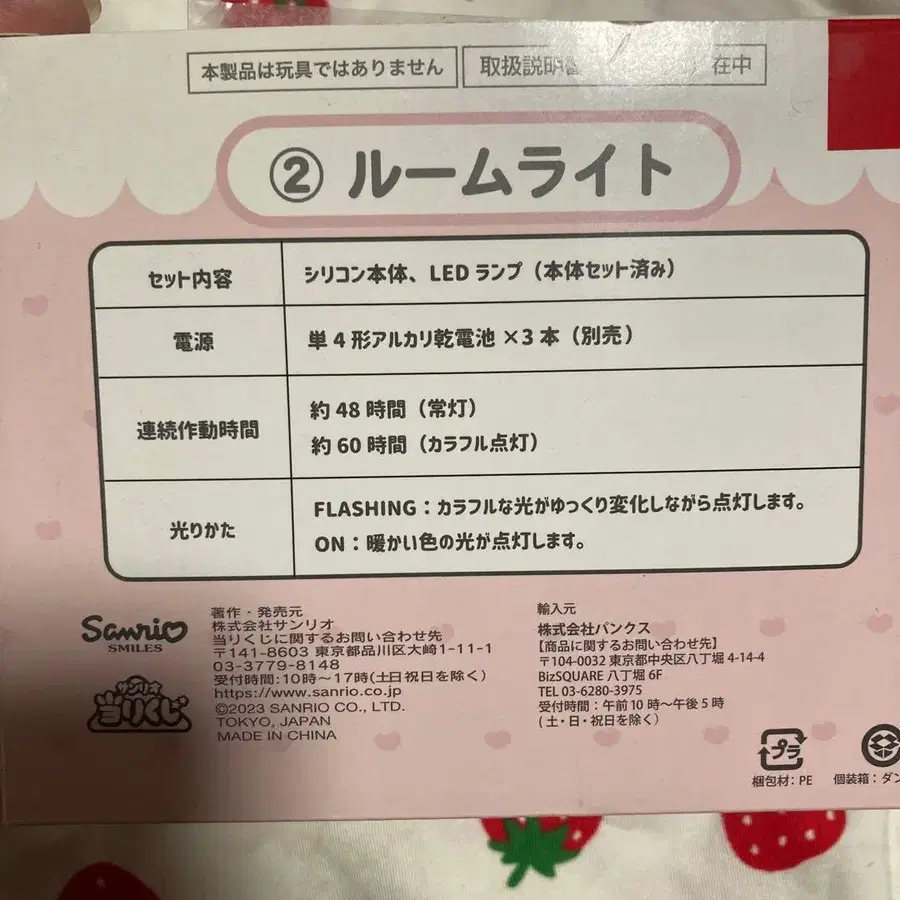 本製品は玩具ではありません
取扱説明 在中
② ルームライト
セット内容
シリコン本体、LEDランプ（本体セット済み）
電源
単4形アルカリ乾電池×3本（別売）
連続作動時間
約48時間（常灯）
約60時間（カラフル点灯）
光りかた
FLASHING：カラフルな光がゆっくり変化しながら点灯します。
ON：暖かい色の光が点灯します。
Sanrio
SMILES
サンリオ
当りくじ
著作・発売元
株式会社サンリオ
当りくじに関するお問い合わせ先
〒141-8603 東京都品川区大崎1-11-1
03-3779-8148
受付時間：10時～17時(土日祝日を除く)
https://www.sanrio.co.jp
©2023 SANRIO CO., LTD.
TOKYO, JAPAN
MADE IN CHINA
輸入元
株式会社バンクス
【商品に関するお問い合わせ先】
〒104-0032 東京都中央区八丁堀 4-14-4
BizSQUARE 八丁堀 6F
TEL 03-6280-3975
受付時間：午前10時～午後5時
(土・日・祝日を除く)
プラ
梱包材：PE
個装箱：ダン